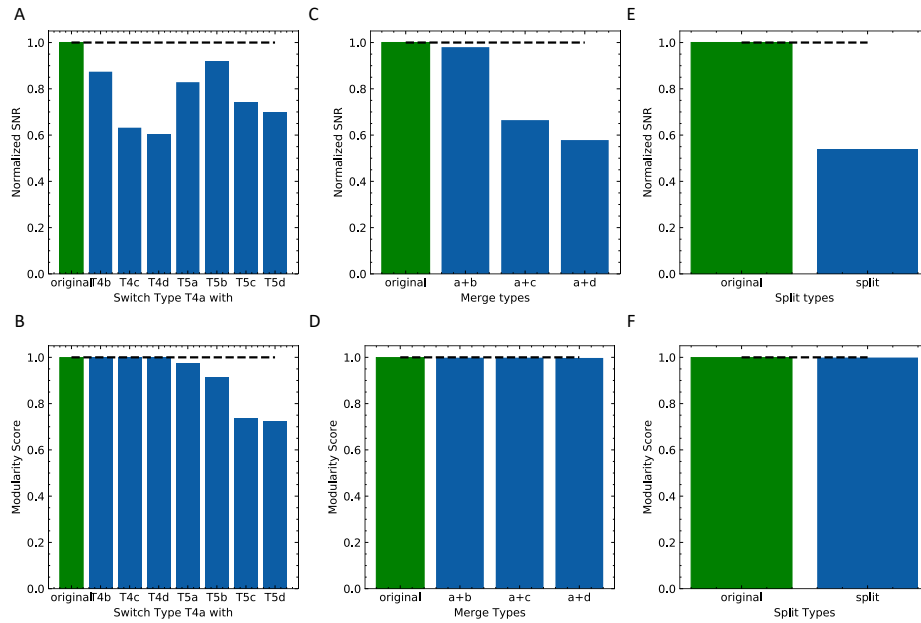 A
Normalized SNR
1.0
0.8
0.6
0.4
0.2
0.0
original T4b T4c T4d T5a T5b T5c T5d
Switch Type T4a with
C
Normalized SNR
1.0
0.8
0.6
0.4
0.2
0.0
original a+b a+c a+d
Merge types
E
Normalized SNR
1.0
0.8
0.6
0.4
0.2
0.0
original split
Split types
B
Modularity Score
1.0
0.8
0.6
0.4
0.2
0.0
original T4b T4c T4d T5a T5b T5c T5d
Switch Type T4a with
D
Modularity Score
1.0
0.8
0.6
0.4
0.2
0.0
original a+b a+c a+d
Merge Types
F
Modularity Score
1.0
0.8
0.6
0.4
0.2
0.0
original split
Split Types